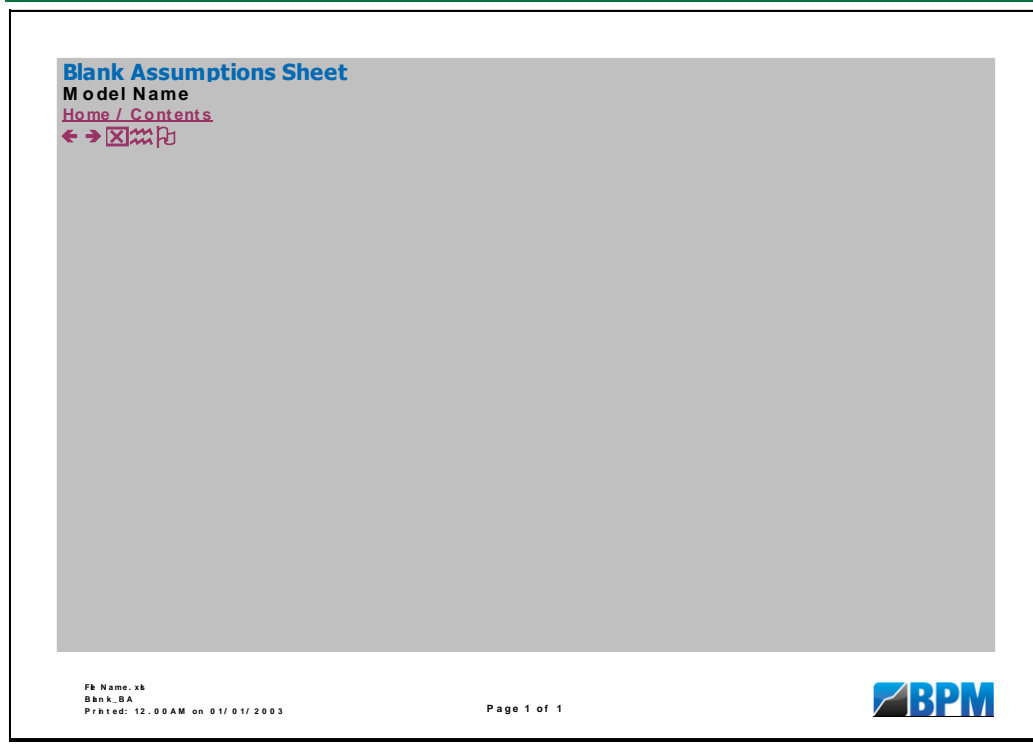 Blank Assumptions Sheet
Model Name
Home / Contents
File Name.xls
Blank_BA
Printed: 12.00AM on 01/01/2003
Page 1 of 1
BPM